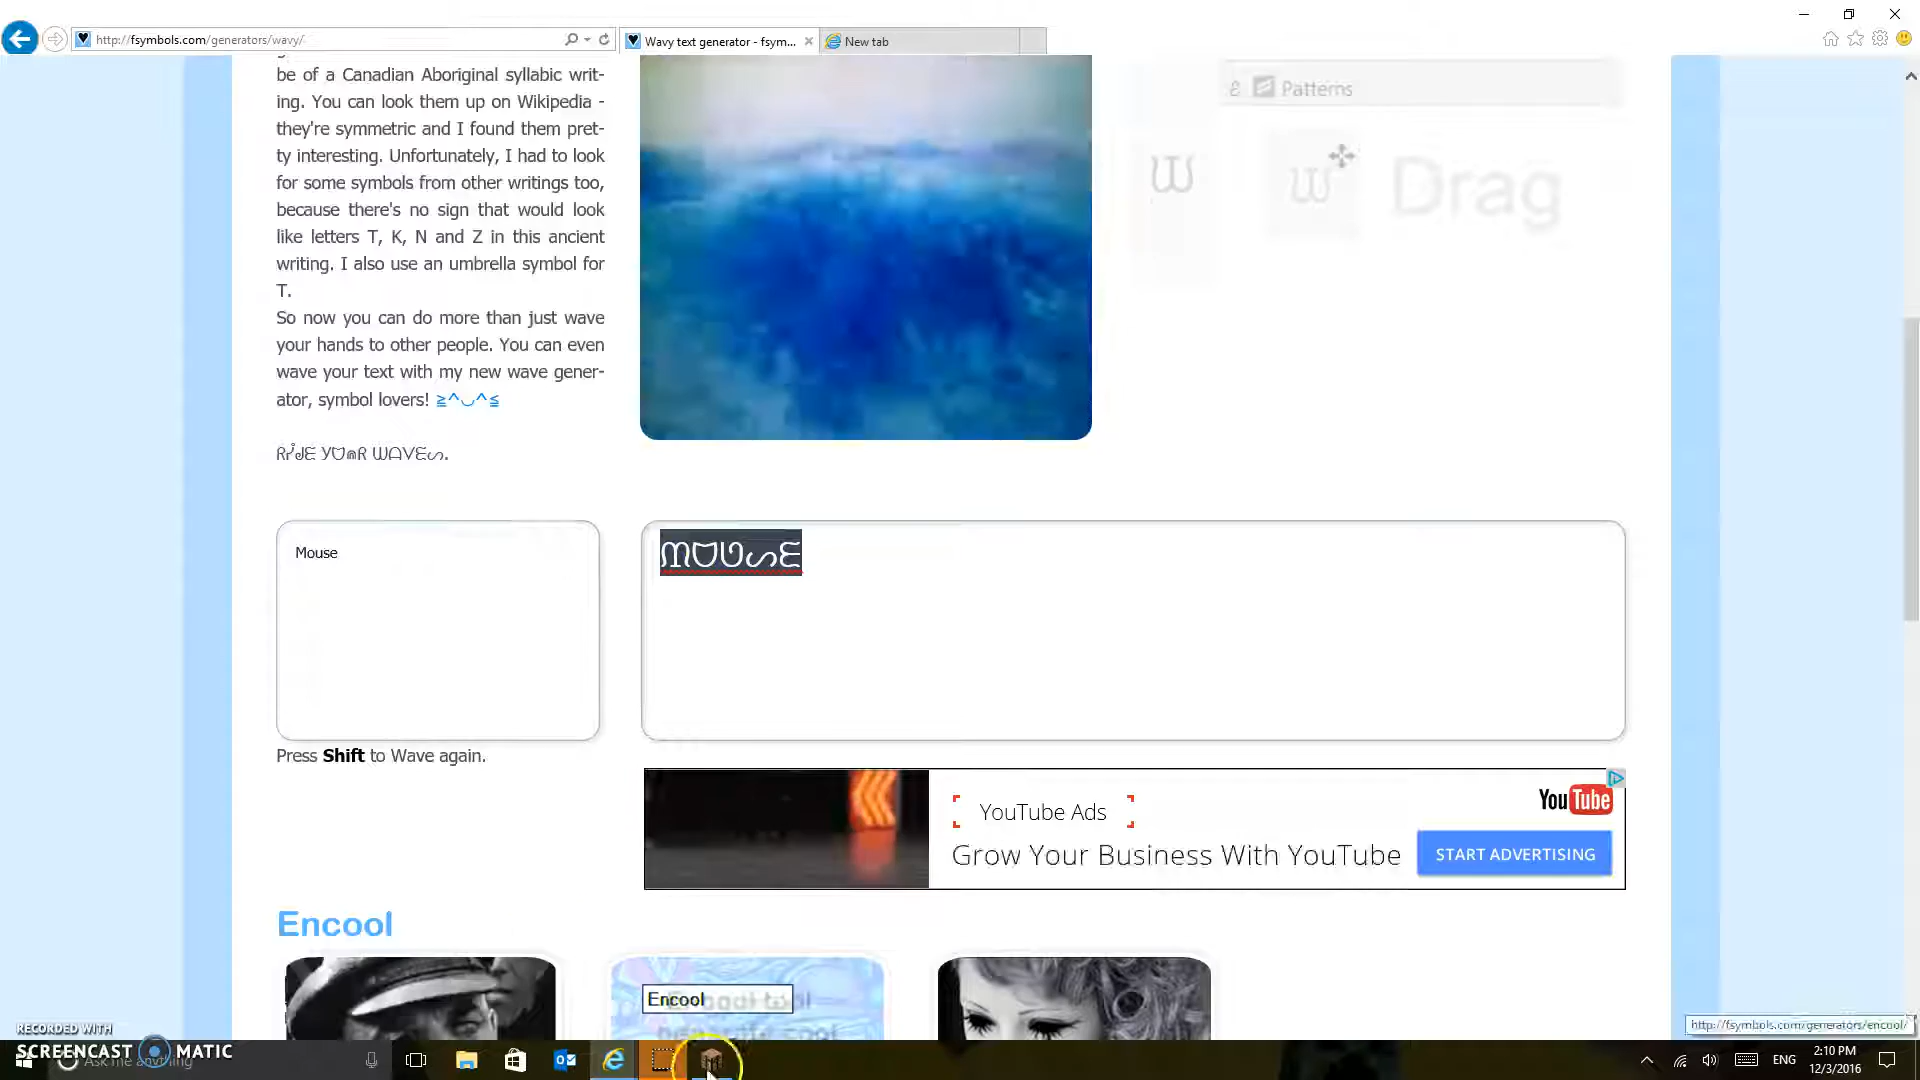 http://fsymbols.com/generators/wavy/
Wavy text generator - fsym...
New tab
be of a Canadian Aboriginal syllabic writ-
ing. You can look them up on Wikipedia -
they're symmetric and I found them pret-
ty interesting. Unfortunately, I had to look
for some symbols from other writings too,
because there's no sign that would look
like letters T, K, N and Z in this ancient
writing. I also use an umbrella symbol for
T.
So now you can do more than just wave
your hands to other people. You can even
wave your text with my new wave gener-
ator, symbol lovers! ≧^◡^≦
Patterns
Drag
Mouse
Press Shift to Wave again.
YouTube Ads
Grow Your Business With YouTube
YouTube
START ADVERTISING
Encool
Encool
http://fsymbols.com/generators/encool/
RECORDED WITH
SCREENCAST MATIC
Ask me anything
ENG
2:10 PM
12/3/2016